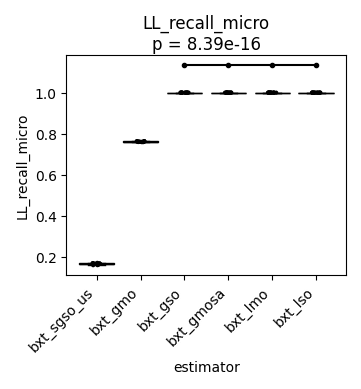 LL_recall_micro
p = 8.39e-16
LL_recall_micro
1.0
0.8
0.6
0.4
0.2
bxt_sgso_us
bxt_gmo
bxt_gso
bxt_gmosa
bxt_lmo
bxt_lso
estimator